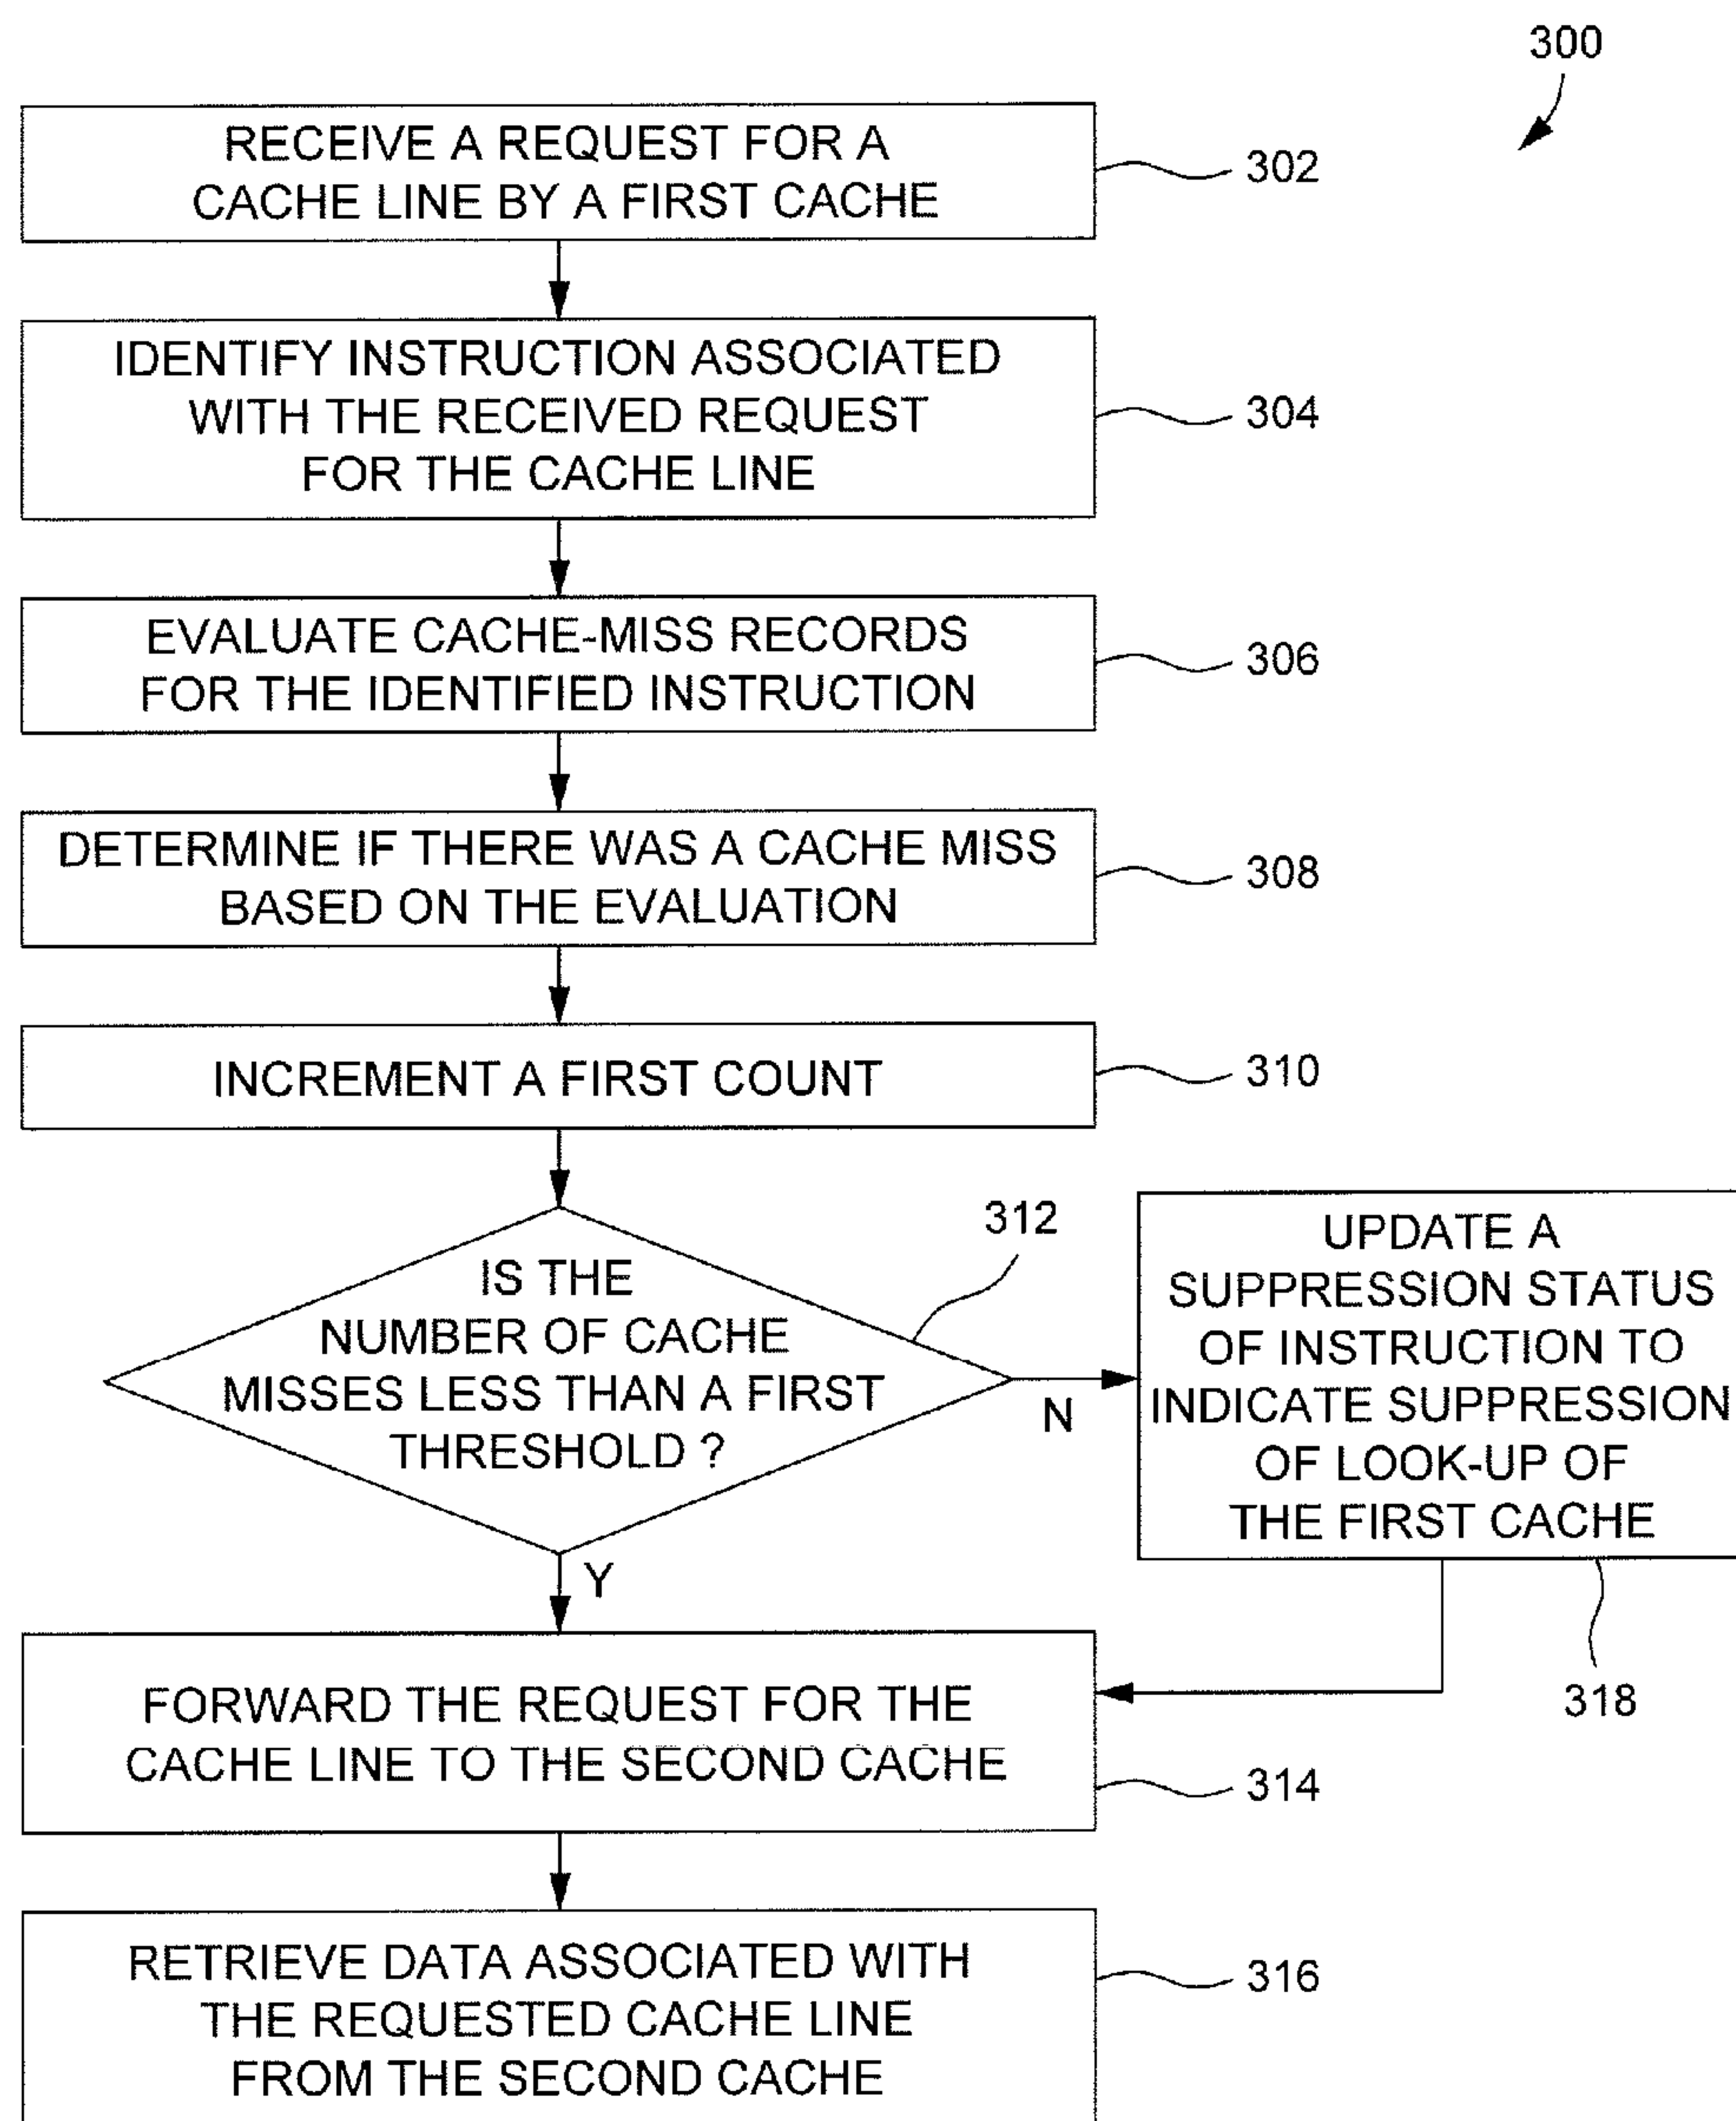 300
RECEIVE A REQUEST FOR A
CACHE LINE BY A FIRST CACHE
302
IDENTIFY INSTRUCTION ASSOCIATED
WITH THE RECEIVED REQUEST
FOR THE CACHE LINE
304
EVALUATE CACHE-MISS RECORDS
FOR THE IDENTIFIED INSTRUCTION
306
DETERMINE IF THERE WAS A CACHE MISS
BASED ON THE EVALUATION
308
INCREMENT A FIRST COUNT
310
IS THE
NUMBER OF CACHE
MISSES LESS THAN A FIRST
THRESHOLD ?
312
N
Y
UPDATE A
SUPPRESSION STATUS
OF INSTRUCTION TO
INDICATE SUPPRESSION
OF LOOK-UP OF
THE FIRST CACHE
318
FORWARD THE REQUEST FOR THE
CACHE LINE TO THE SECOND CACHE
314
RETRIEVE DATA ASSOCIATED WITH
THE REQUESTED CACHE LINE
FROM THE SECOND CACHE
316